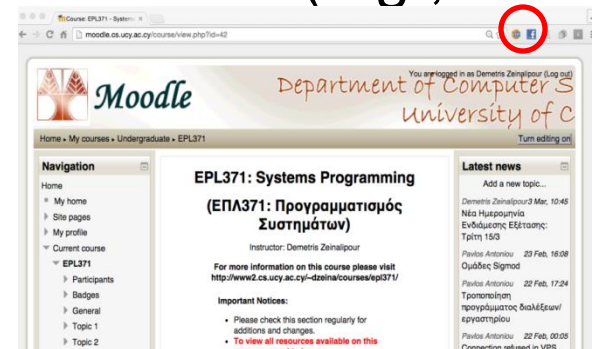 Course: EPL371 - Systems
moodle.cs.ucy.ac.cy/course/view.php?id=42
You are logged in as Demetris Zeinalipour (Log out)
Moodle
Department of Computer S
University of C
Home ▸ My courses ▸ Undergraduate ▸ EPL371
Turn editing on
Navigation
Home
My home
Site pages
My profile
Current course
EPL371
Participants
Badges
General
Topic 1
Topic 2
EPL371: Systems Programming
(ΕΠΛ371: Προγραμματισμός
Συστημάτων)
Instructor: Demetris Zeinalipour
For more information on this course please visit
http://www2.cs.ucy.ac.cy/~dzeina/courses/epl371/
Important Notices:
• Please check this section regularly for
additions and changes.
• To view all resources available on this
Latest news
Add a new topic...
Demetris Zeinalipour 3 Mar, 10:45
Νέα Ημερομηνία
Ενδιάμεσης Εξέτασης:
Τρίτη 15/3
Pavlos Antoniou 23 Feb, 16:08
Ομάδες Sigmod
Pavlos Antoniou 22 Feb, 17:24
Τροποποίηση
προγράμματος διαλέξεων/
εργαστηρίου
Pavlos Antoniou 22 Feb, 00:05
Connection refused in VPS